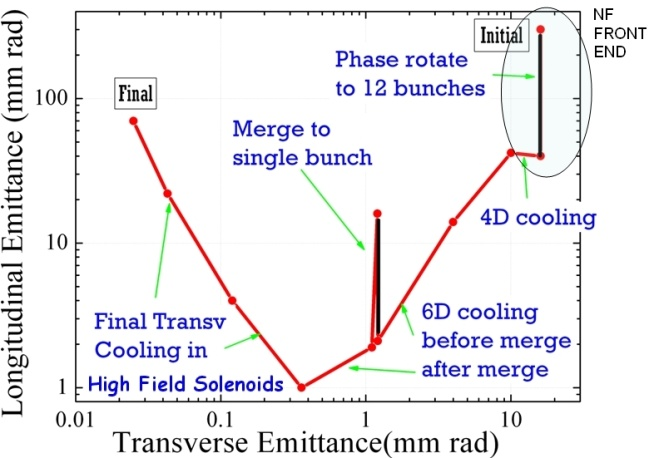 NF
FRONT
END
Initial
Phase rotate
to 12 bunches
Final
Merge to
single bunch
4D cooling
Final Transv
Cooling in
High Field Solenoids
6D cooling
before merge
after merge
100
10
1
0.01
0.1
1
10
Longitudinal Emittance (mm rad)
Transverse Emittance(mm rad)